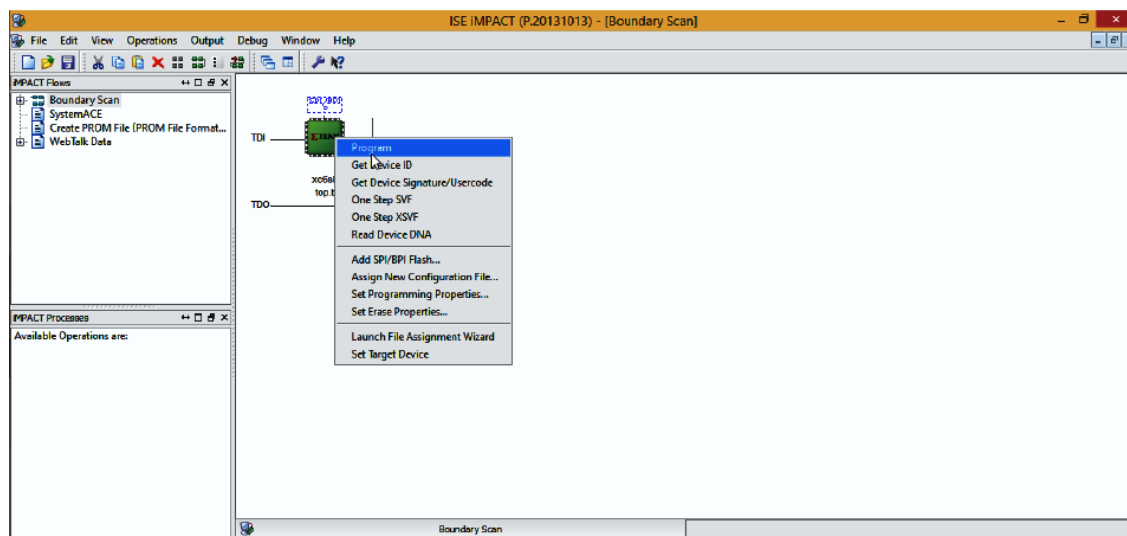 ISE iMPACT (P.20131013) - [Boundary Scan]
File Edit View Operations Output Debug Window Help
iMPACT Flows
Boundary Scan
SystemACE
Create PROM File (PROM File Format...
WebTalk Data
TDI
TDO
Program
Get Device ID
Get Device Signature/Usercode
One Step SVF
One Step XSVF
Read Device DNA
Add SPI/BPI Flash...
Assign New Configuration File...
Set Programming Properties...
Set Erase Properties...
Launch File Assignment Wizard
Set Target Device
iMPACT Processes
Available Operations are:
Boundary Scan